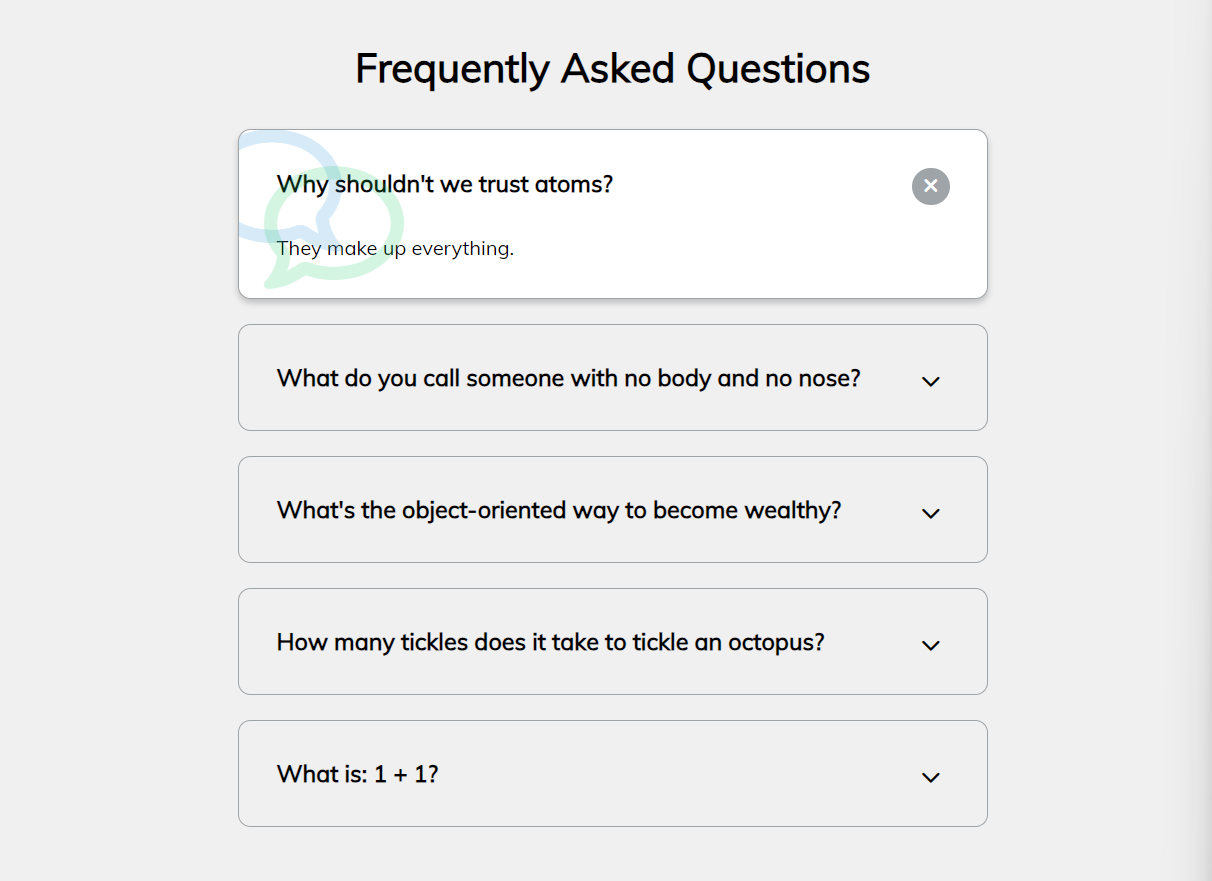 Frequently Asked Questions
Why shouldn't we trust atoms?
They make up everything.
What do you call someone with no body and no nose?
What's the object-oriented way to become wealthy?
How many tickles does it take to tickle an octopus?
What is: 1 + 1?